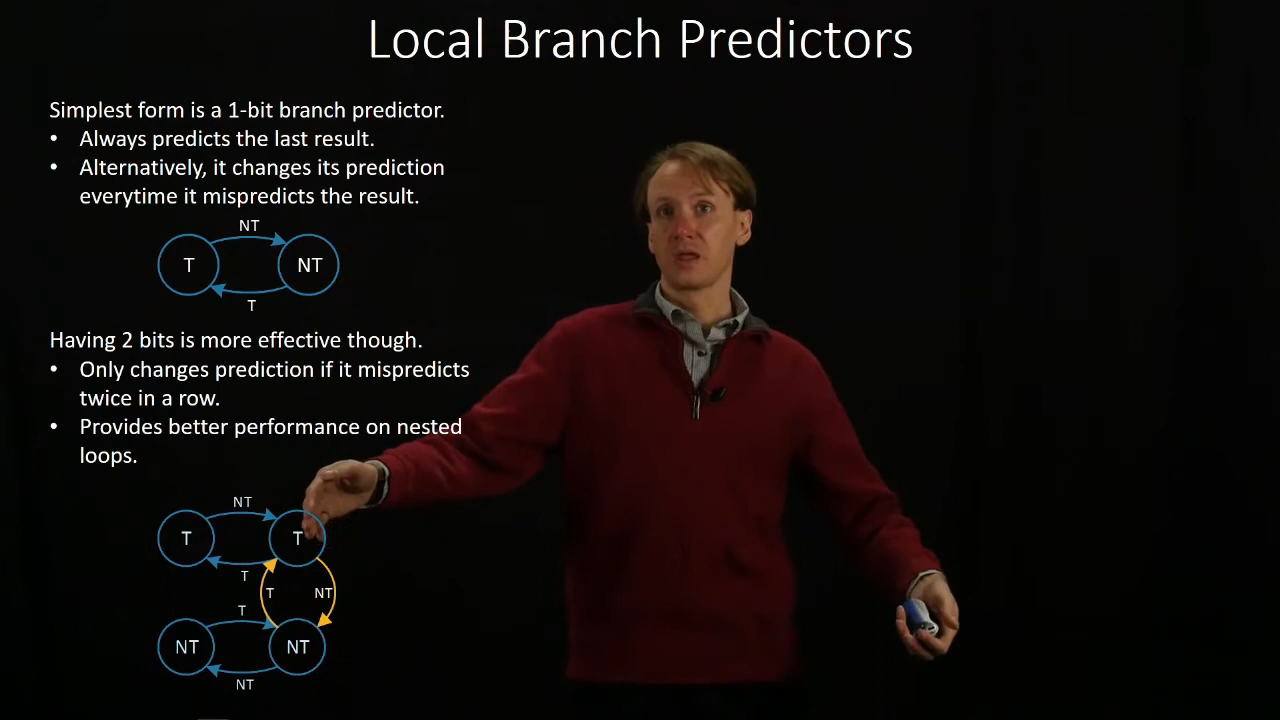 Local Branch Predictors
Simplest form is a 1-bit branch predictor.
• Always predicts the last result.
• Alternatively, it changes its prediction
everytime it mispredicts the result.
NT
T NT
T
Having 2 bits is more effective though.
• Only changes prediction if it mispredicts
twice in a row.
• Provides better performance on nested
loops.
NT
T T
T
T NT
T
NT NT
NT